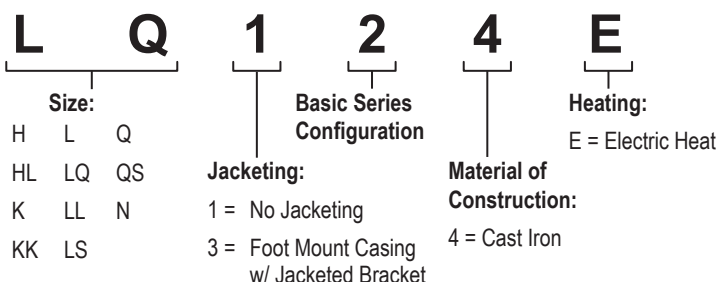 L Q 1 2 4 E
Size:
H L Q
HL LQ QS
K LL N
KK LS
Jacketing:
1 = No Jacketing
3 = Foot Mount Casing
w/ Jacketed Bracket
Basic Series
Configuration
Material of
Construction:
4 = Cast Iron
Heating:
E = Electric Heat